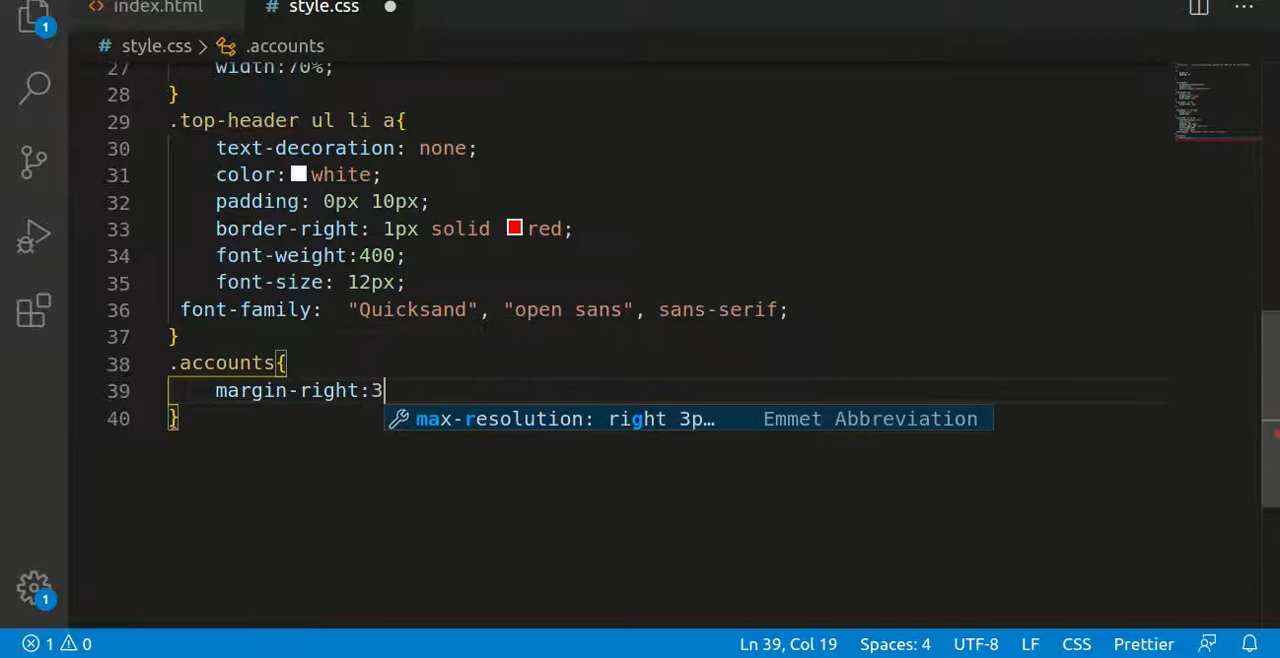 index.html
style.css
style.css > .accounts
27 width:70%;
28 }
29 .top-header ul li a{
30 text-decoration: none;
31 color: white;
32 padding: 0px 10px;
33 border-right: 1px solid red;
34 font-weight:400;
35 font-size: 12px;
36 font-family: "Quicksand", "open sans", sans-serif;
37 }
38 .accounts{
39 margin-right:3
max-resolution: right 3p… Emmet Abbreviation
40 }
1
1
1 0 Ln 39, Col 19 Spaces: 4 UTF-8 LF CSS Prettier